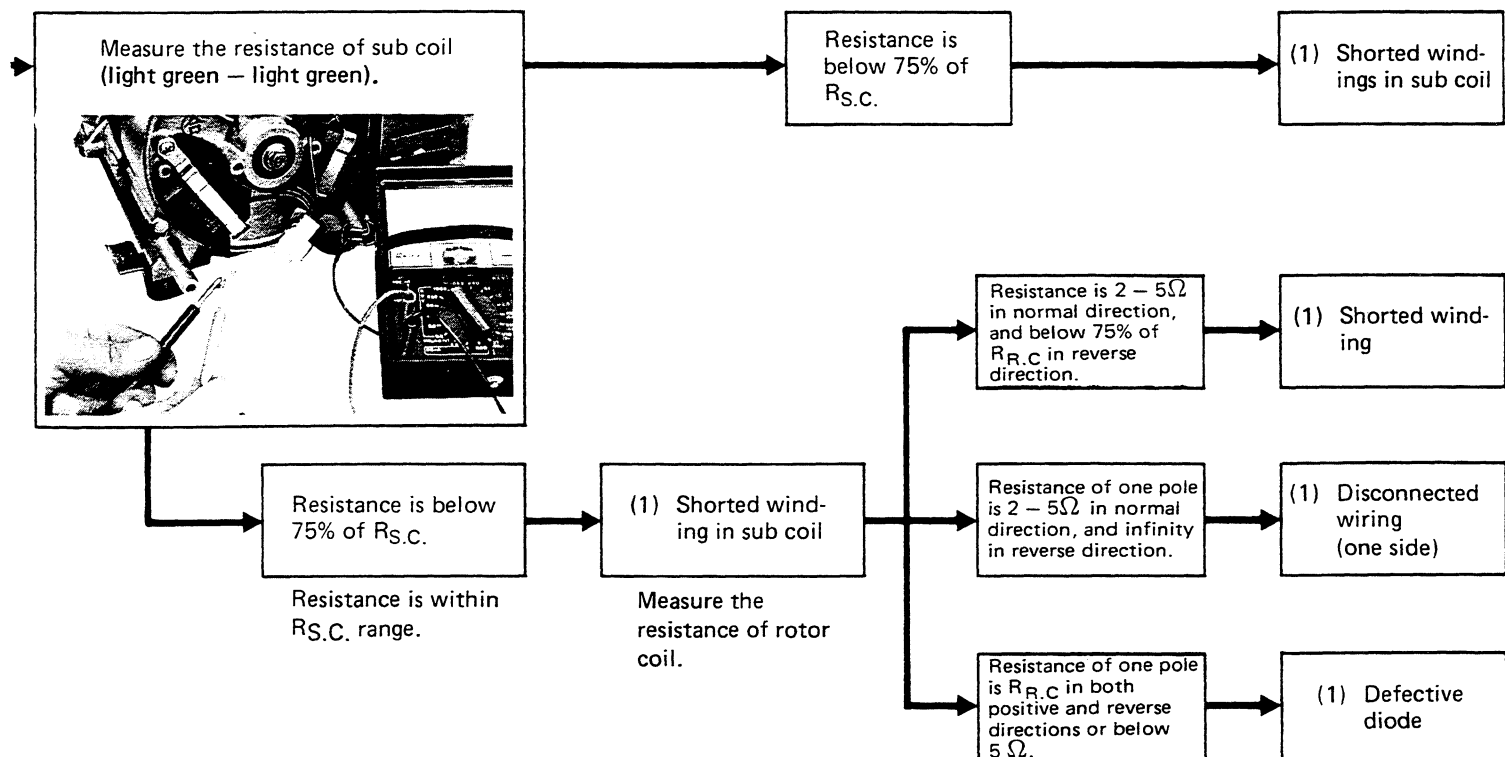 Measure the resistance of sub coil
(light green — light green).
Resistance is
below 75% of
RS.C.
(1) Shorted wind-
ings in sub coil
Resistance is 2 – 5Ω
in normal direction,
and below 75% of
RR.C in reverse
direction.
(1) Shorted wind-
ing
Resistance is below
75% of RS.C.
(1) Shorted wind-
ing in sub coil
Resistance of one pole
is 2 – 5Ω in normal
direction, and infinity
in reverse direction.
(1) Disconnected
wiring
(one side)
Resistance is within
RS.C. range.
Measure the
resistance of rotor
coil.
Resistance of one pole
is RR.C in both
positive and reverse
directions or below
5 Ω.
(1) Defective
diode